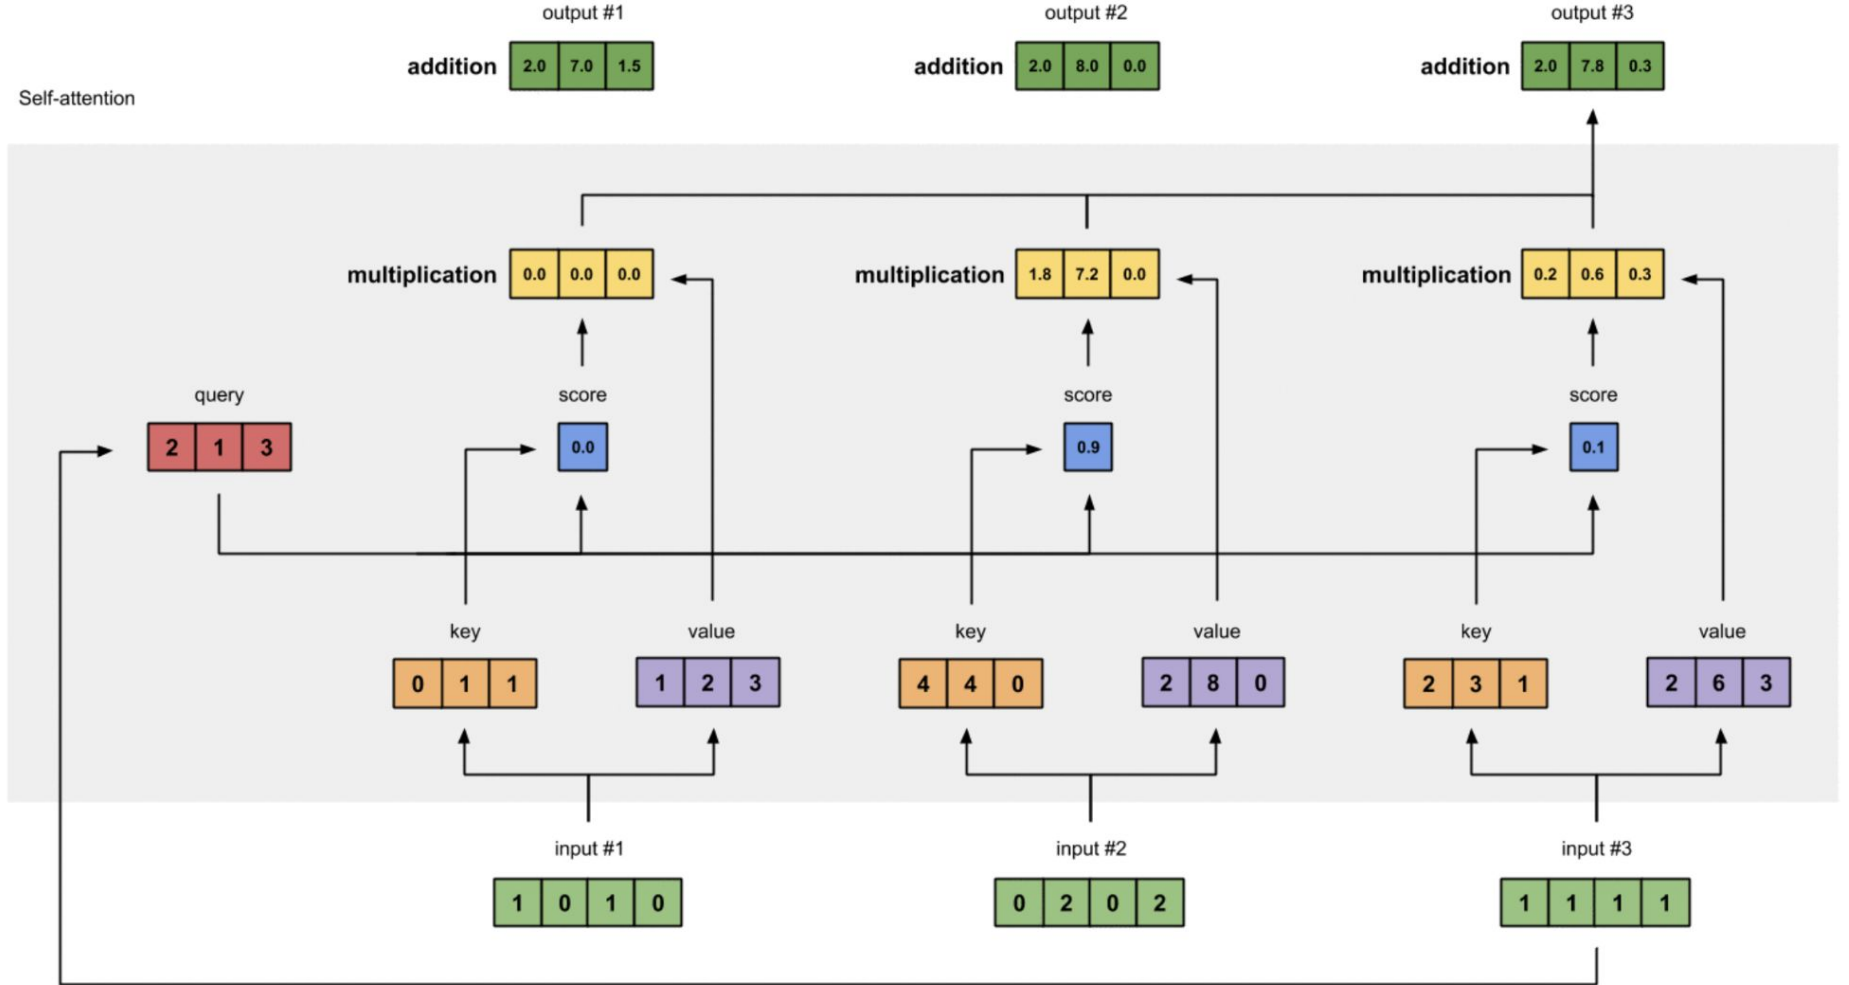 output #1 output #2 output #3
addition 2.0 7.0 1.5 addition 2.0 8.0 0.0 addition 2.0 7.8 0.3
Self-attention
multiplication 0.0 0.0 0.0 multiplication 1.8 7.2 0.0 multiplication 0.2 0.6 0.3
query score score score
2 1 3 0.0 0.9 0.1
key value key value key value
0 1 1 1 2 3 4 4 0 2 8 0 2 3 1 2 6 3
input #1 input #2 input #3
1 0 1 0 0 2 0 2 1 1 1 1